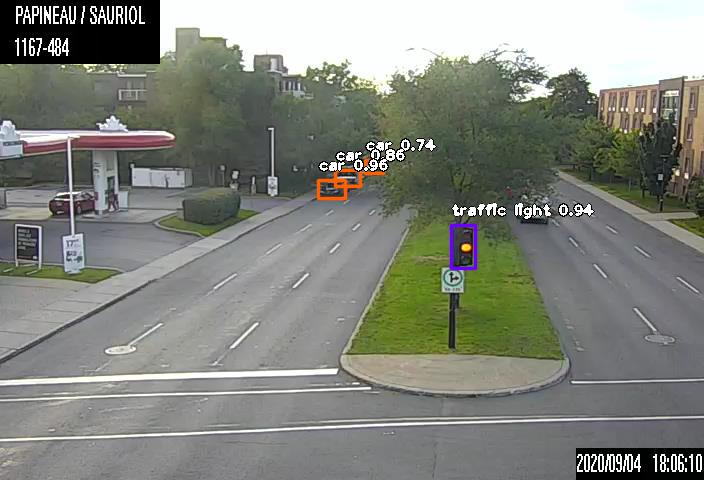 PAPINEAU / SAURIOL
1167-484
car 0.74
car 0.86
car 0.96
traffic light 0.94
2020/09/04 18:06:10